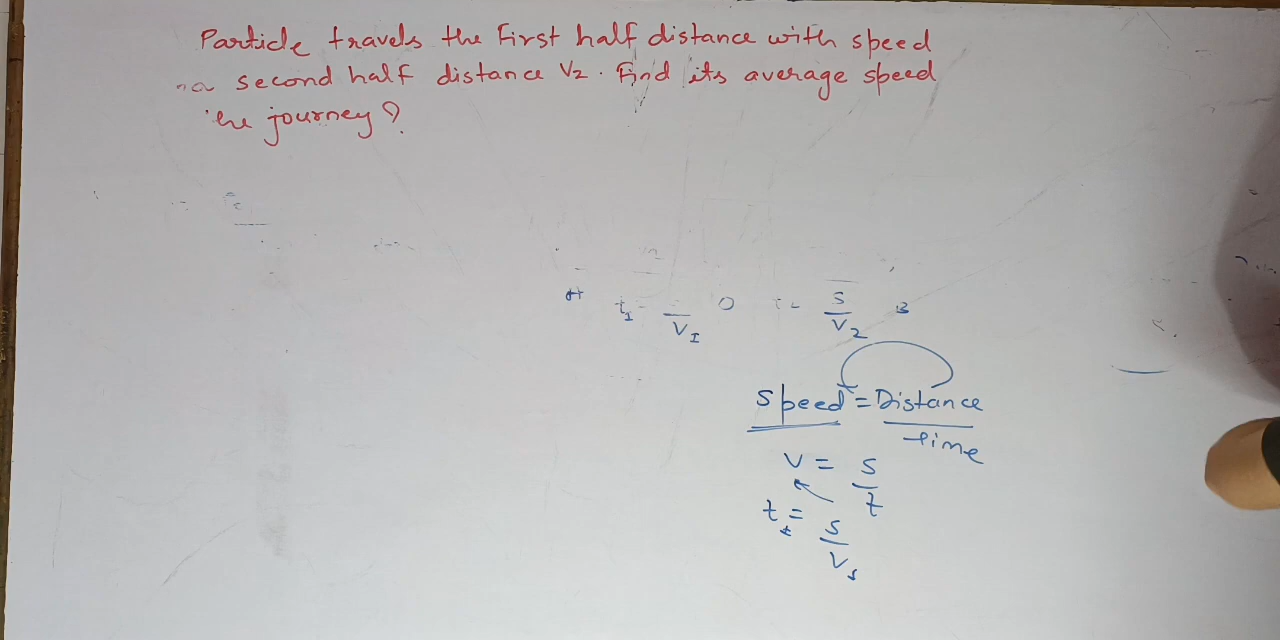 Particle travels the First half distance with speed
second half distance V2 . Find its average speed
journey ?
t1 V1 O S/V2 B
Speed = Distance/time
V = S/t
t = S/V